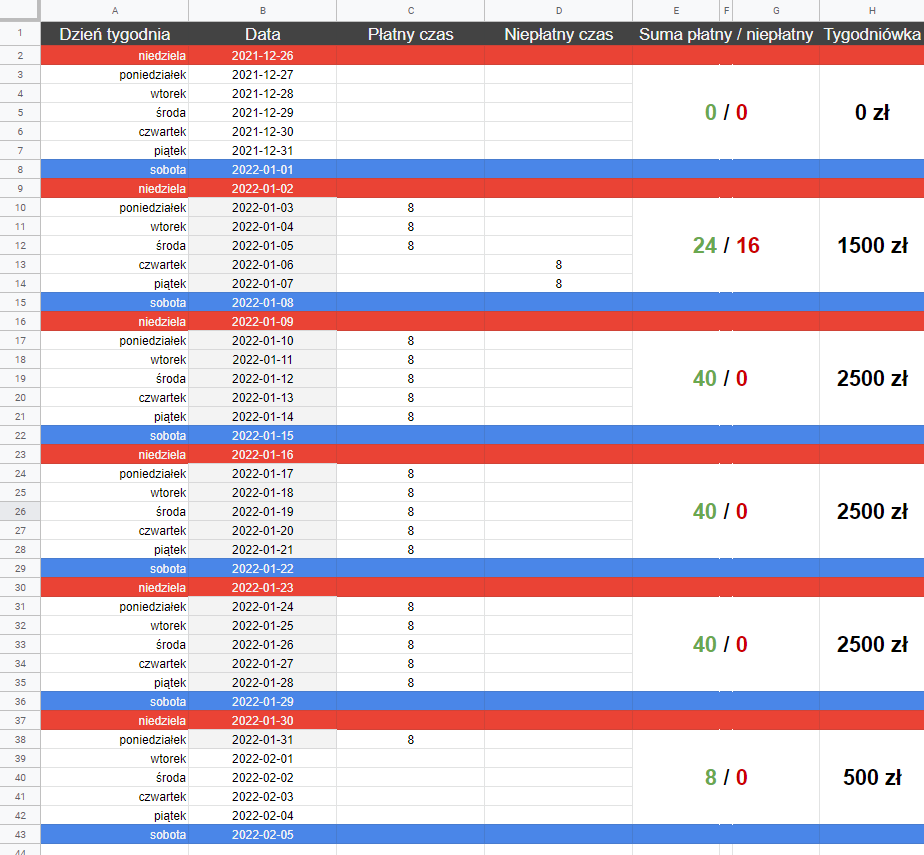 A B C D E F G H
1 Dzień tygodnia Data Płatny czas Niepłatny czas Suma płatny / niepłatny Tygodniówka
2 niedziela 2021-12-26
3 poniedziałek 2021-12-27
4 wtorek 2021-12-28
5 środa 2021-12-29 0 / 0 0 zł
6 czwartek 2021-12-30
7 piątek 2021-12-31
8 sobota 2022-01-01
9 niedziela 2022-01-02
10 poniedziałek 2022-01-03 8
11 wtorek 2022-01-04 8
12 środa 2022-01-05 8 24 / 16 1500 zł
13 czwartek 2022-01-06 8
14 piątek 2022-01-07 8
15 sobota 2022-01-08
16 niedziela 2022-01-09
17 poniedziałek 2022-01-10 8
18 wtorek 2022-01-11 8
19 środa 2022-01-12 8 40 / 0 2500 zł
20 czwartek 2022-01-13 8
21 piątek 2022-01-14 8
22 sobota 2022-01-15
23 niedziela 2022-01-16
24 poniedziałek 2022-01-17 8
25 wtorek 2022-01-18 8
26 środa 2022-01-19 8 40 / 0 2500 zł
27 czwartek 2022-01-20 8
28 piątek 2022-01-21 8
29 sobota 2022-01-22
30 niedziela 2022-01-23
31 poniedziałek 2022-01-24 8
32 wtorek 2022-01-25 8
33 środa 2022-01-26 8 40 / 0 2500 zł
34 czwartek 2022-01-27 8
35 piątek 2022-01-28 8
36 sobota 2022-01-29
37 niedziela 2022-01-30
38 poniedziałek 2022-01-31 8
39 wtorek 2022-02-01
40 środa 2022-02-02 8 / 0 500 zł
41 czwartek 2022-02-03
42 piątek 2022-02-04
43 sobota 2022-02-05
44